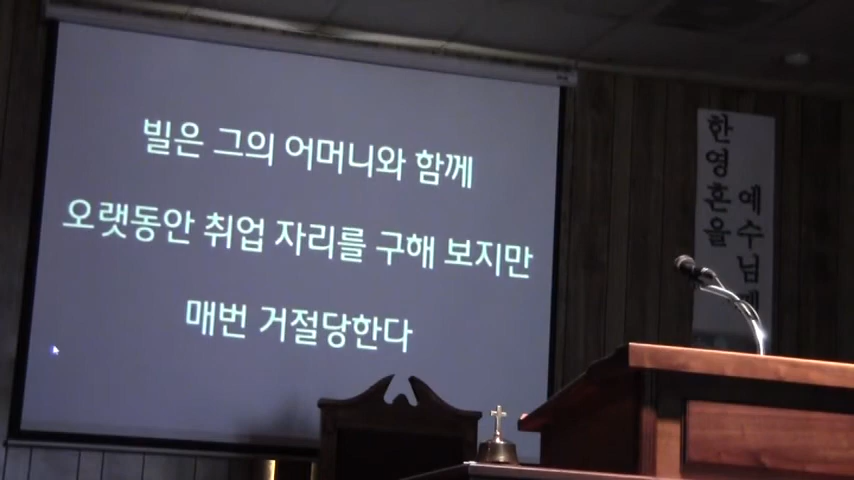 빌은 그의 어머니와 함께
오랫동안 취업 자리를 구해 보지만
매번 거절당한다
한 영혼을
예수님께